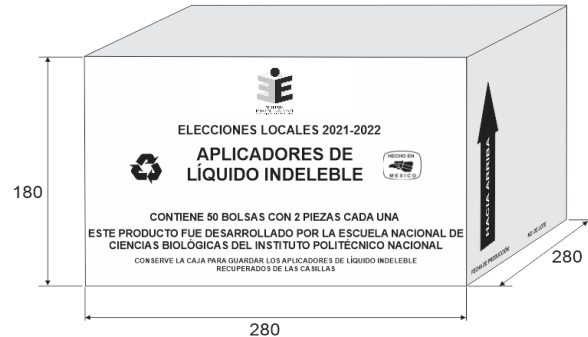 ELECCIONES LOCALES 2021-2022
APLICADORES DE
LÍQUIDO INDELEBLE
HECHO EN
MEXICO
CONTIENE 50 BOLSAS CON 2 PIEZAS CADA UNA
ESTE PRODUCTO FUE DESARROLLADO POR LA ESCUELA NACIONAL DE
CIENCIAS BIOLÓGICAS DEL INSTITUTO POLITÉCNICO NACIONAL
CONSERVE LA CAJA PARA GUARDAR LOS APLICADORES DE LÍQUIDO INDELEBLE
RECUPERADOS DE LAS CASILLAS
HACIA ARRIBA
FECHA DE PRODUCCIÓN:
NO. DE LOTE:
180
280
280